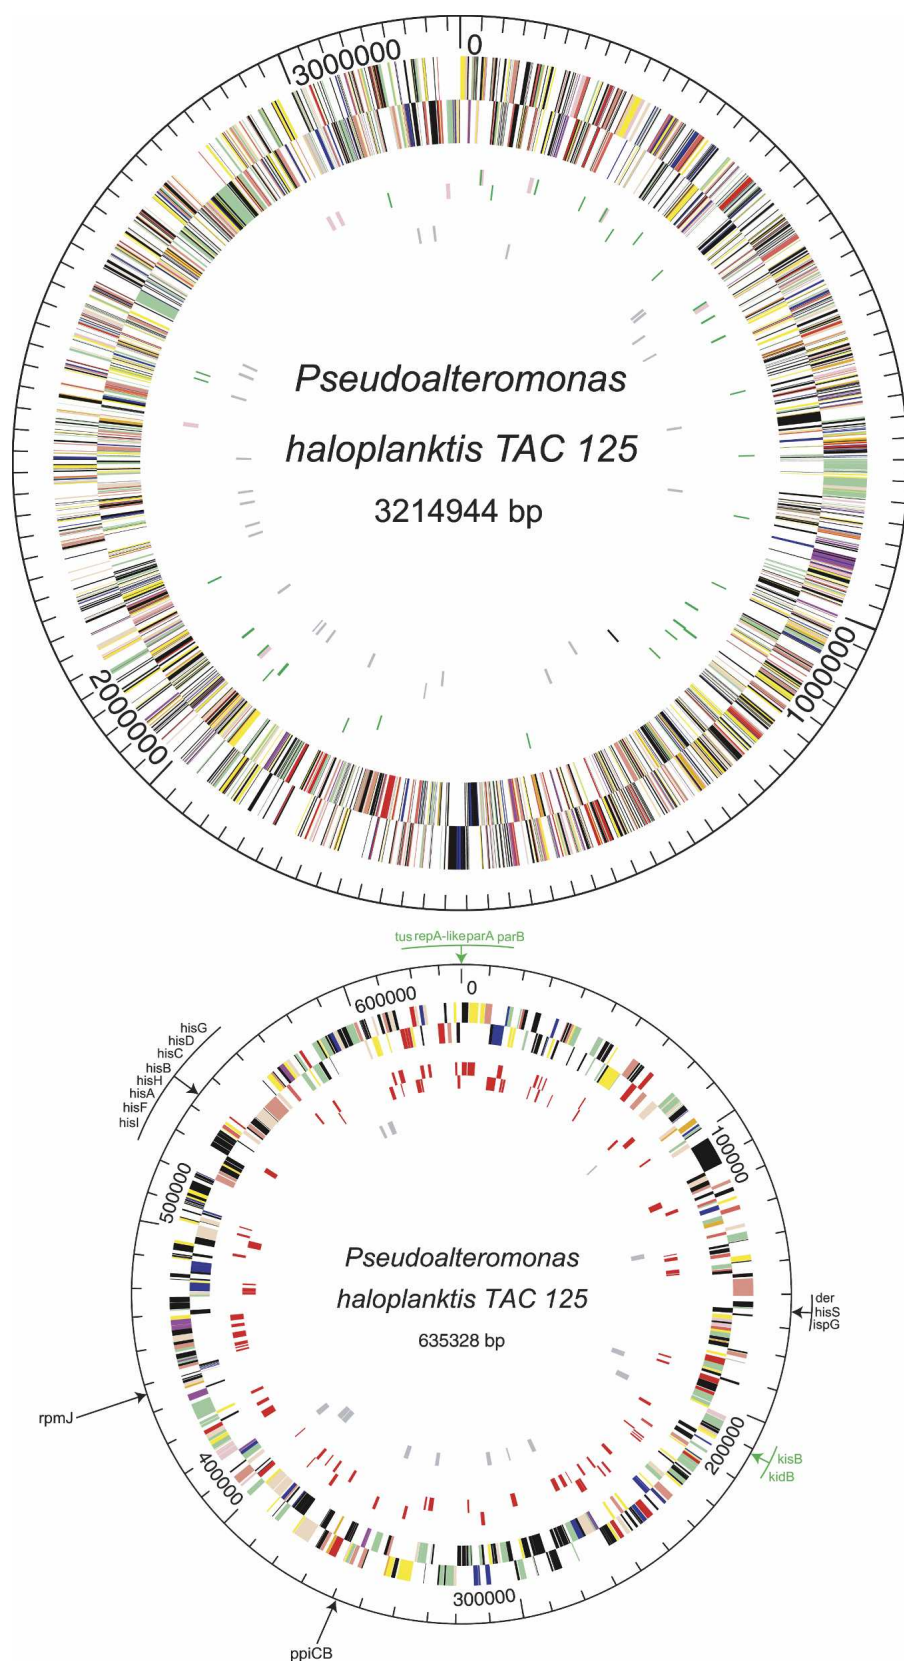 0
3000000
Pseudoalteromonas
haloplanktis TAC 125
3214944 bp
1000000
2000000
tus repA-like parA parB
0
600000
hisG
hisD
hisC
hisB
hisH
hisA
hisF
hisI
100000
500000
Pseudoalteromonas
haloplanktis TAC 125
635328 bp
der
hisS
ispG
rpmJ
200000
kisB
kidB
400000
300000
ppiCB